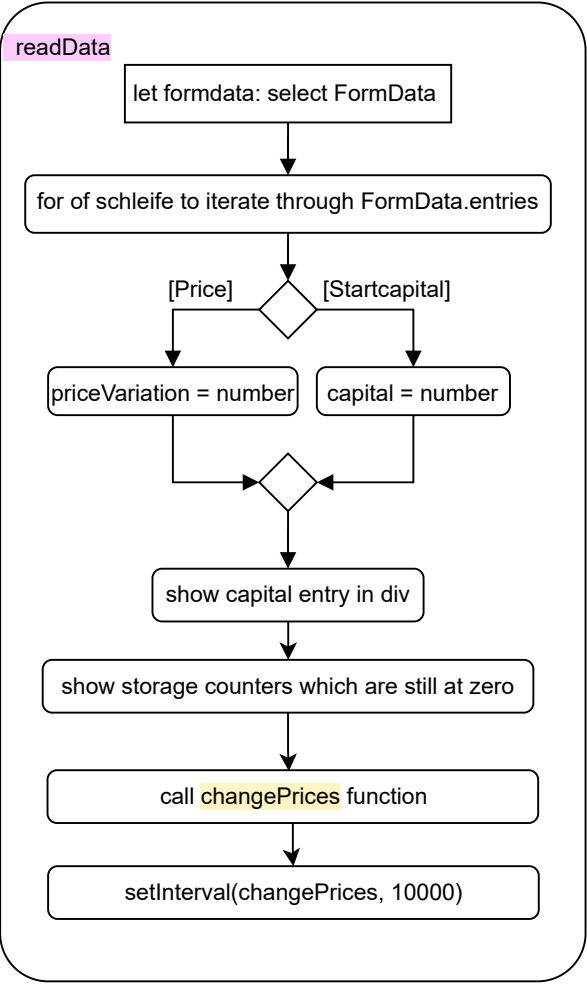 readData
let formdata: select FormData
for of schleife to iterate through FormData.entries
[Price]
[Startcapital]
priceVariation = number
capital = number
show capital entry in div
show storage counters which are still at zero
call changePrices function
setInterval(changePrices, 10000)